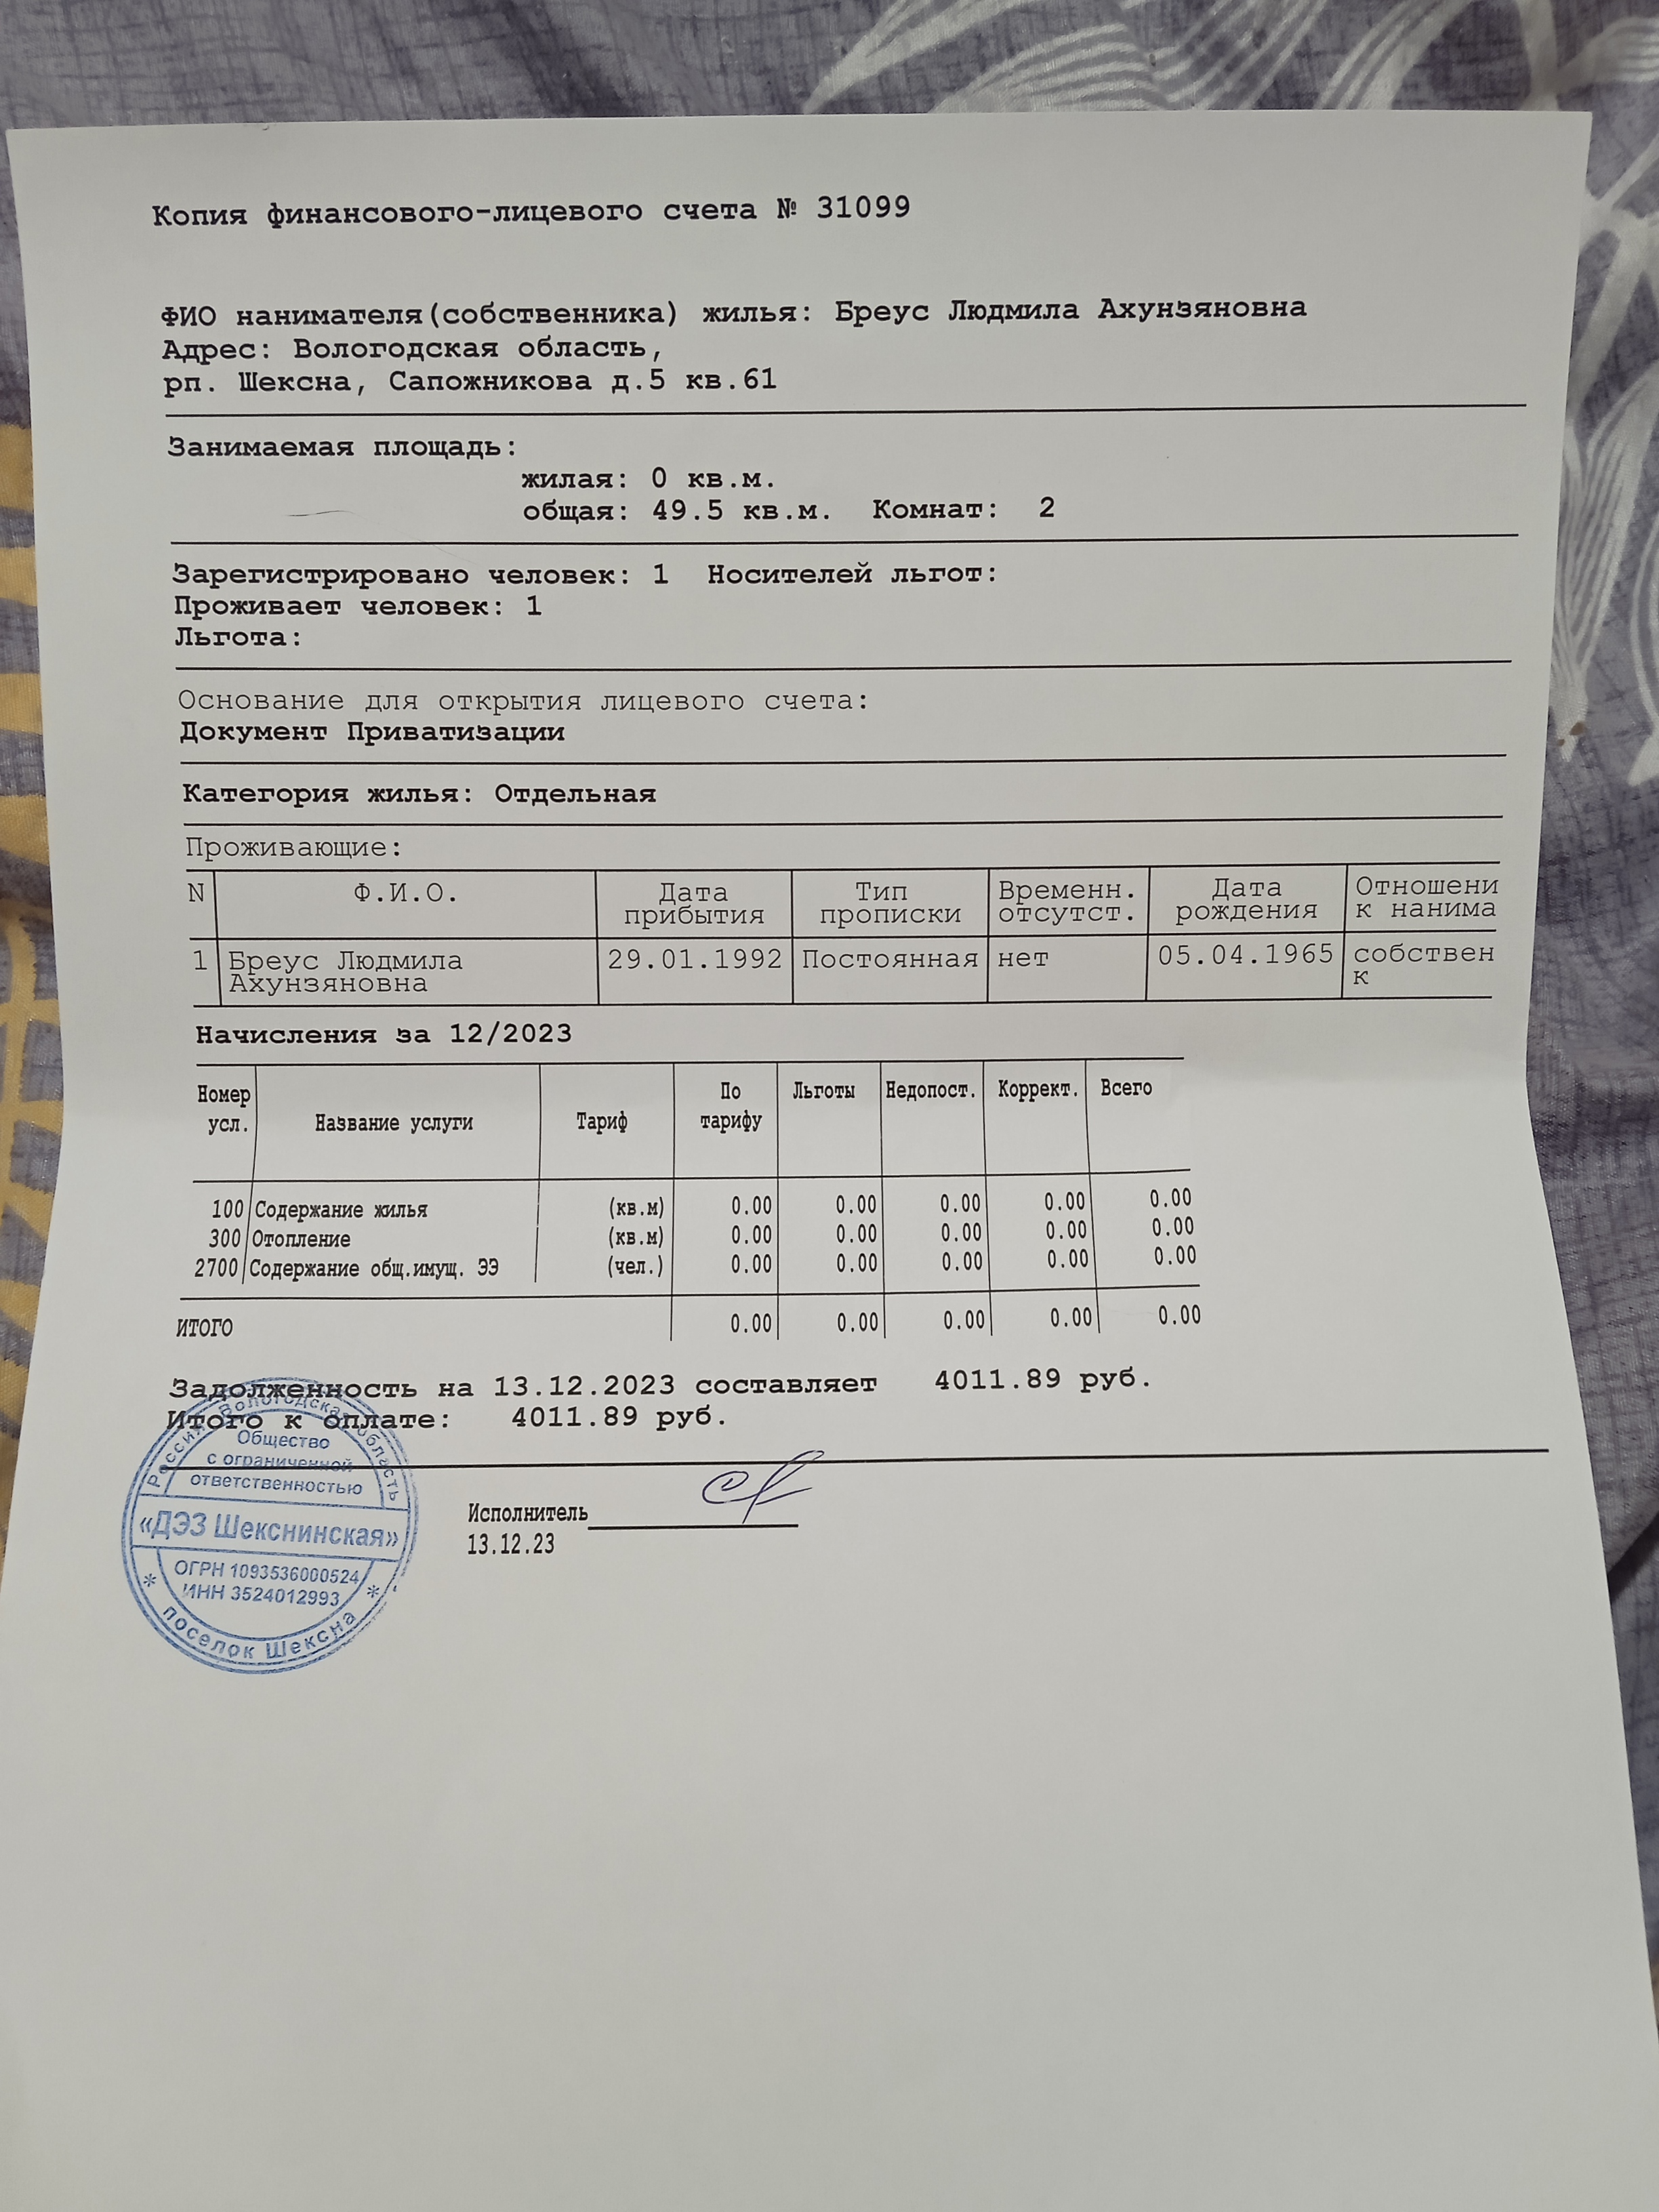 Копия финансового-лицевого счета № 31099
ФИО нанимателя(собственника) жилья: Бреус Людмила Ахунзяновна
Адрес: Вологодская область,
рп. Шексна, Сапожникова д.5 кв.61
Занимаемая площадь:
жилая: 0 кв.м.
общая: 49.5 кв.м. Комнат: 2
Зарегистрировано человек: 1 Носителей льгот:
Проживает человек: 1
Льгота:
Основание для открытия лицевого счета:
Документ Приватизации
Категория жилья: Отдельная
Проживающие:
N Ф.И.О. Дата Тип Временн. Дата Отношени
прибытия прописки отсутст. рождения к нанима
1 Бреус Людмила 29.01.1992 Постоянная нет 05.04.1965 собствен
Ахунзяновна к
Начисления за 12/2023
Номер По Льготы Недопост. Коррект. Всего
усл. Название услуги Тариф тарифу
100 Содержание жилья (кв.м) 0.00 0.00 0.00 0.00 0.00
300 Отопление (кв.м) 0.00 0.00 0.00 0.00 0.00
2700 Содержание общ.имущ. ЭЭ (чел.) 0.00 0.00 0.00 0.00 0.00
ИТОГО 0.00 0.00 0.00 0.00 0.00
Задолженность на 13.12.2023 составляет 4011.89 руб.
Итого к оплате: 4011.89 руб.
Россия Вологодская область
Общество
с ограниченной
ответственностью
«ДЭЗ Шекснинская»
ОГРН 1093536000524
ИНН 3524012993
* поселок Шексна *
Исполнитель
13.12.23